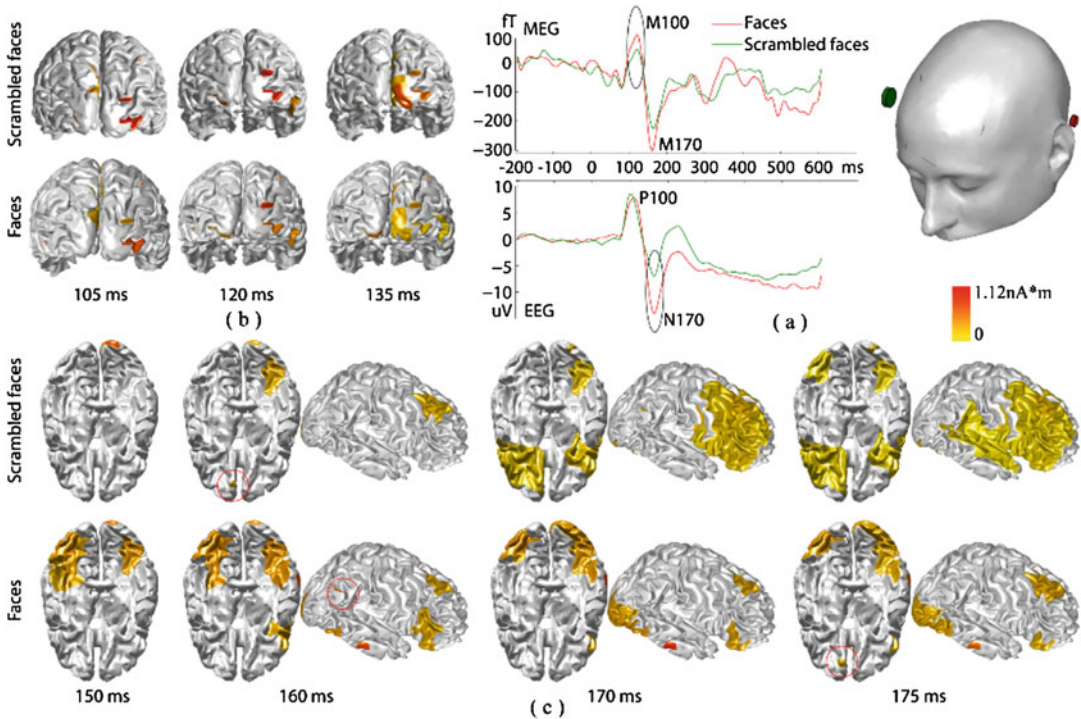 Scrambled faces
Faces
105 ms
120 ms
135 ms
( b )
fT
MEG
M100
Faces
Scrambled faces
100
0
-100
-200
-300
M170
-200 -100 0 100 200 300 400 500 600 ms
10
5
0
-5
-10
P100
uV EEG
N170
( a )
1.12nA*m
0
Scrambled faces
Faces
150 ms
160 ms
170 ms
175 ms
( c )